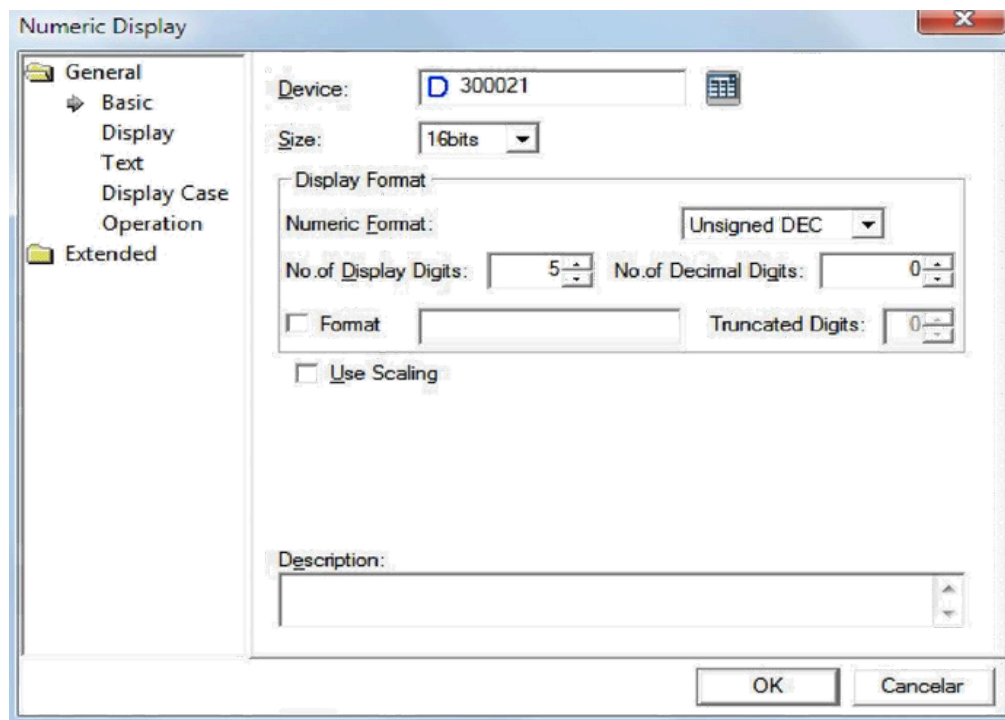 Numeric Display
General
Basic
Display
Text
Display Case
Operation
Extended
Device: D 300021
Size: 16bits
Display Format
Numeric Format: Unsigned DEC
No.of Display Digits: 5 No.of Decimal Digits: 0
Format Truncated Digits: 0
Use Scaling
Description:
OK Cancelar